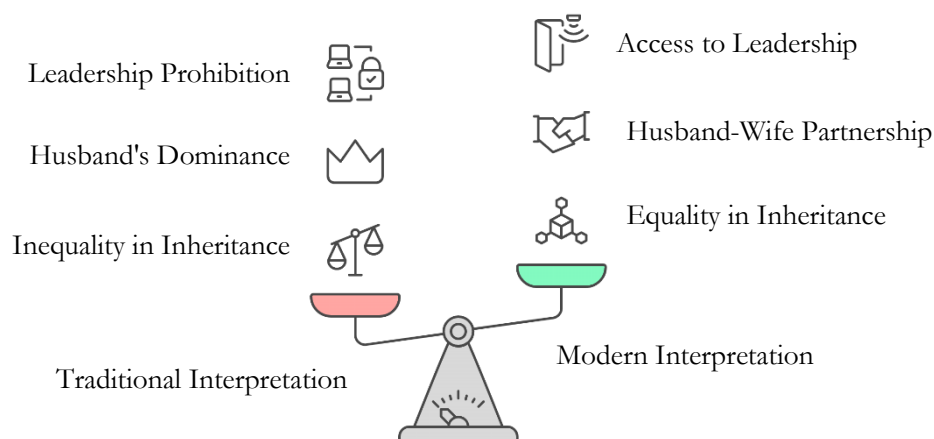 Leadership Prohibition
Husband's Dominance
Inequality in Inheritance
Traditional Interpretation
Access to Leadership
Husband-Wife Partnership
Equality in Inheritance
Modern Interpretation